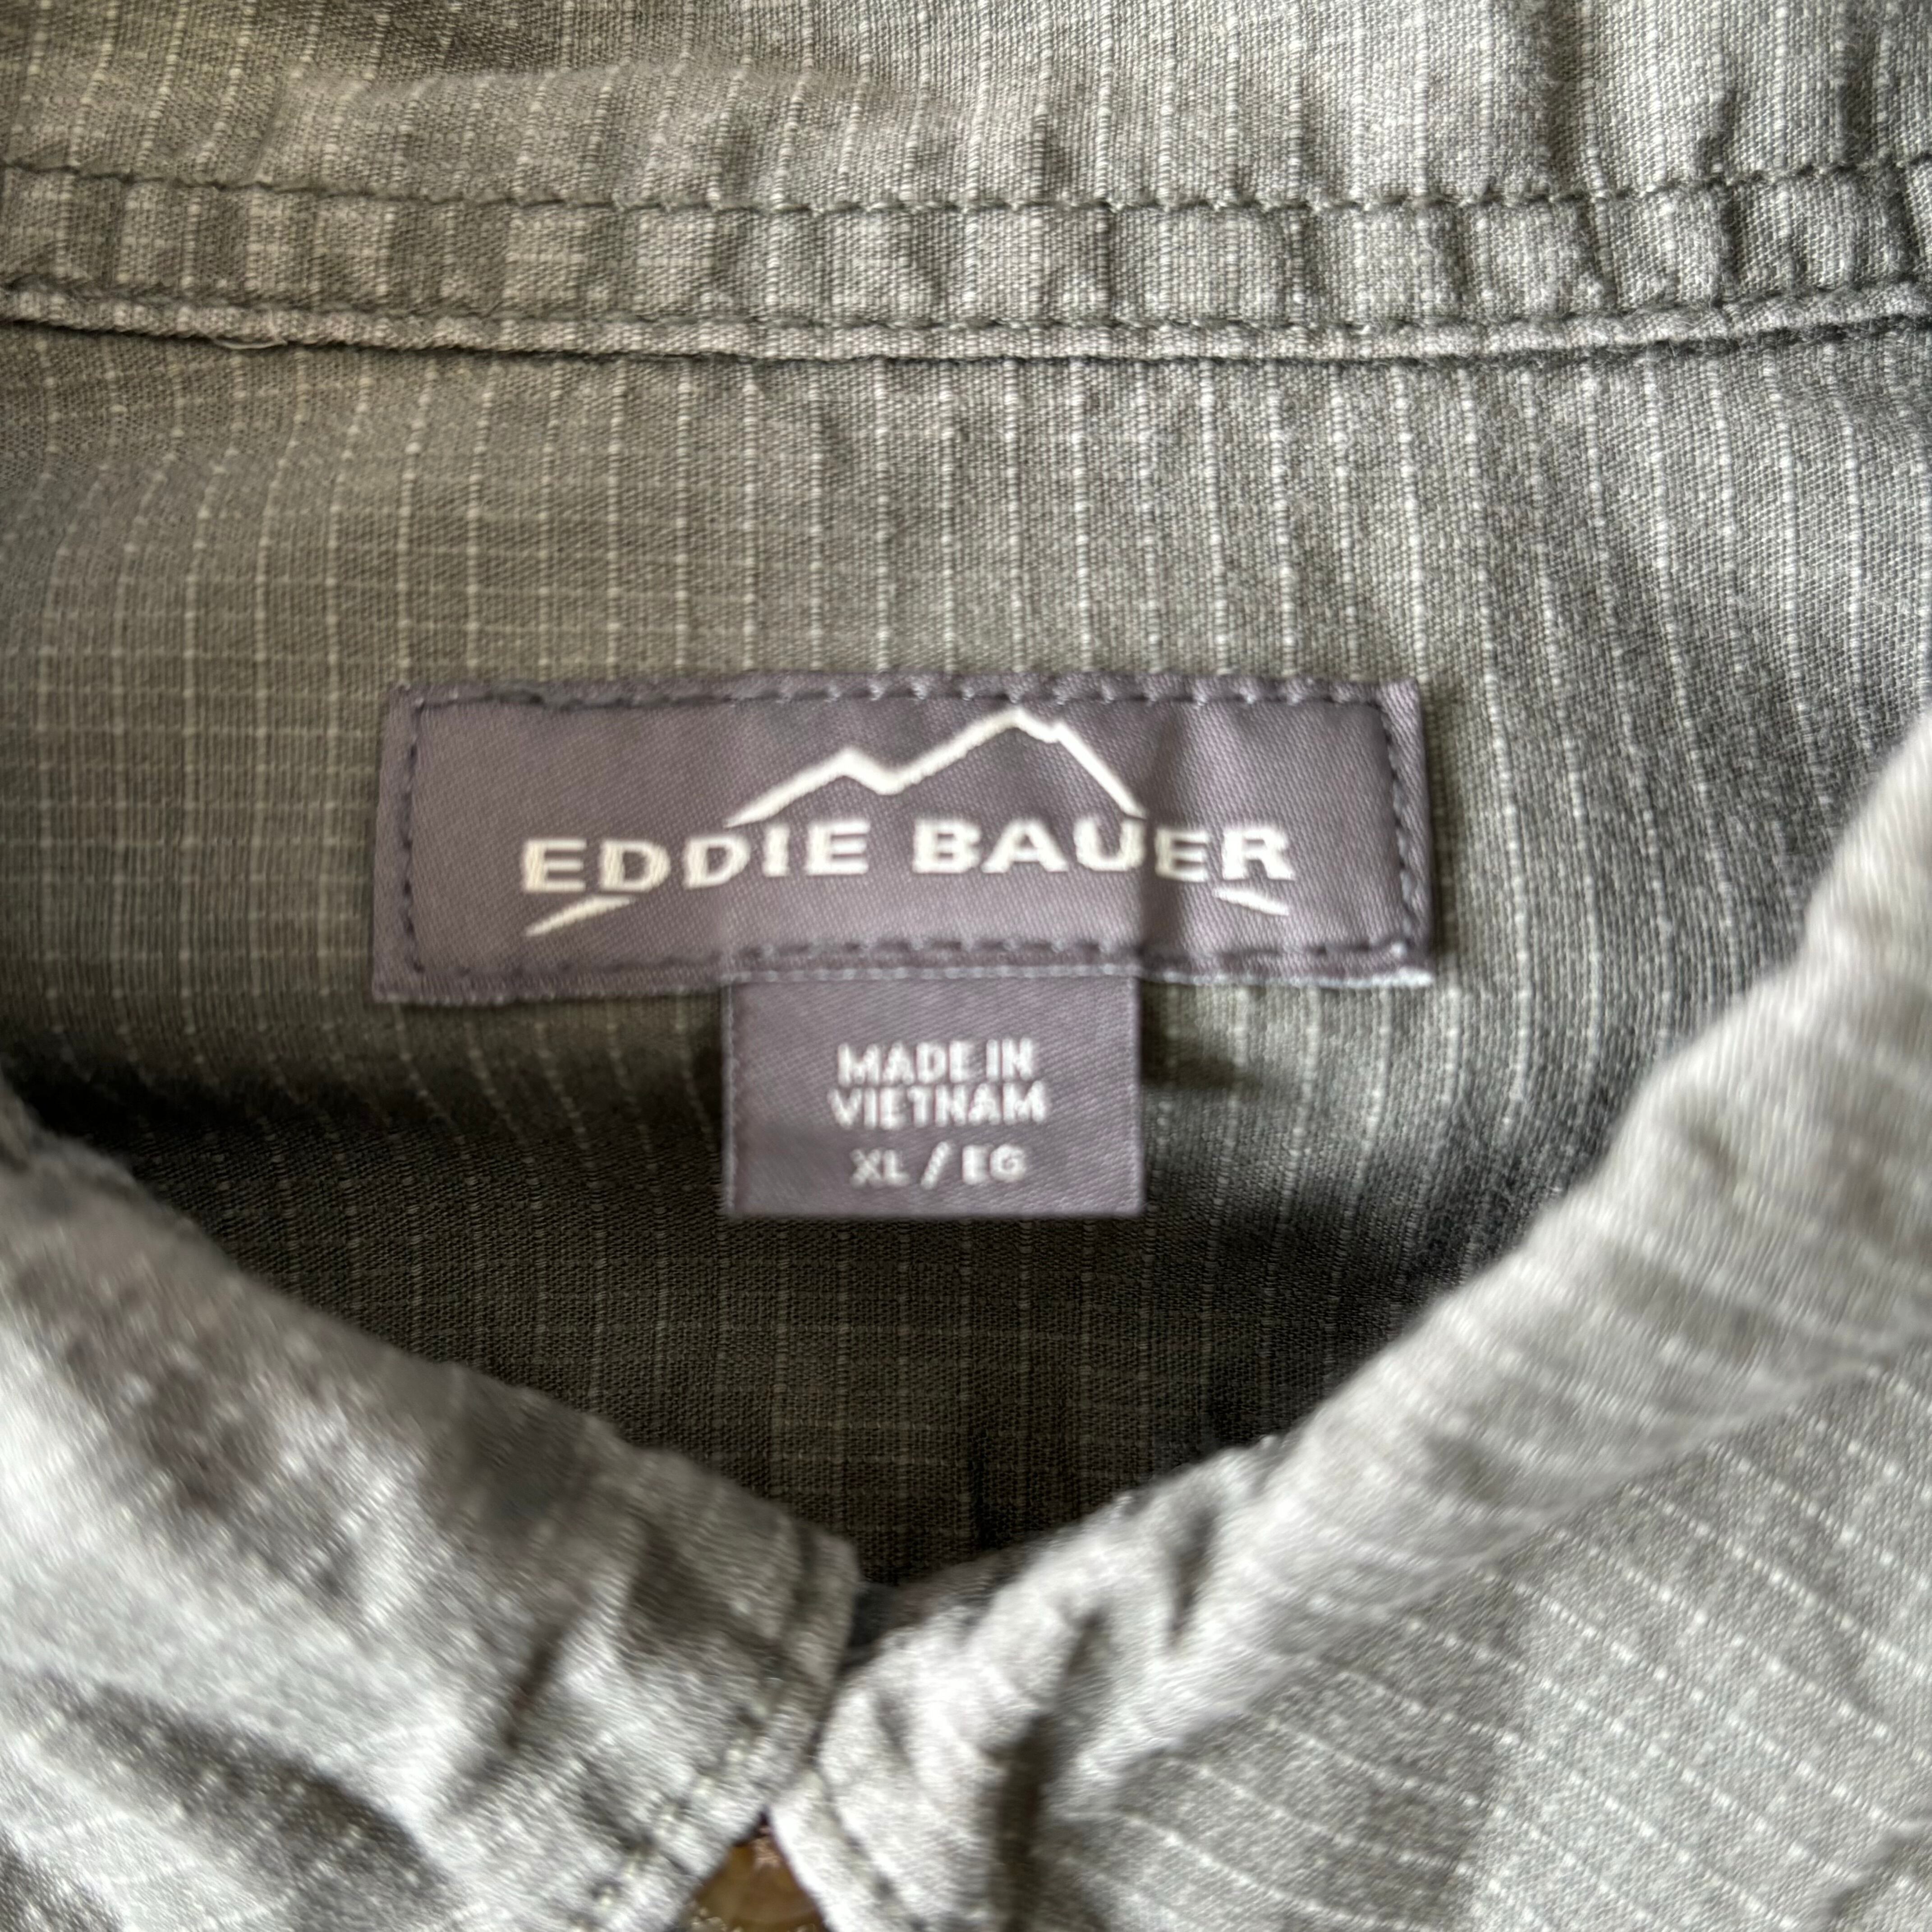 EDDIE BAUER
MADE IN
VIETNAM
XL / EG